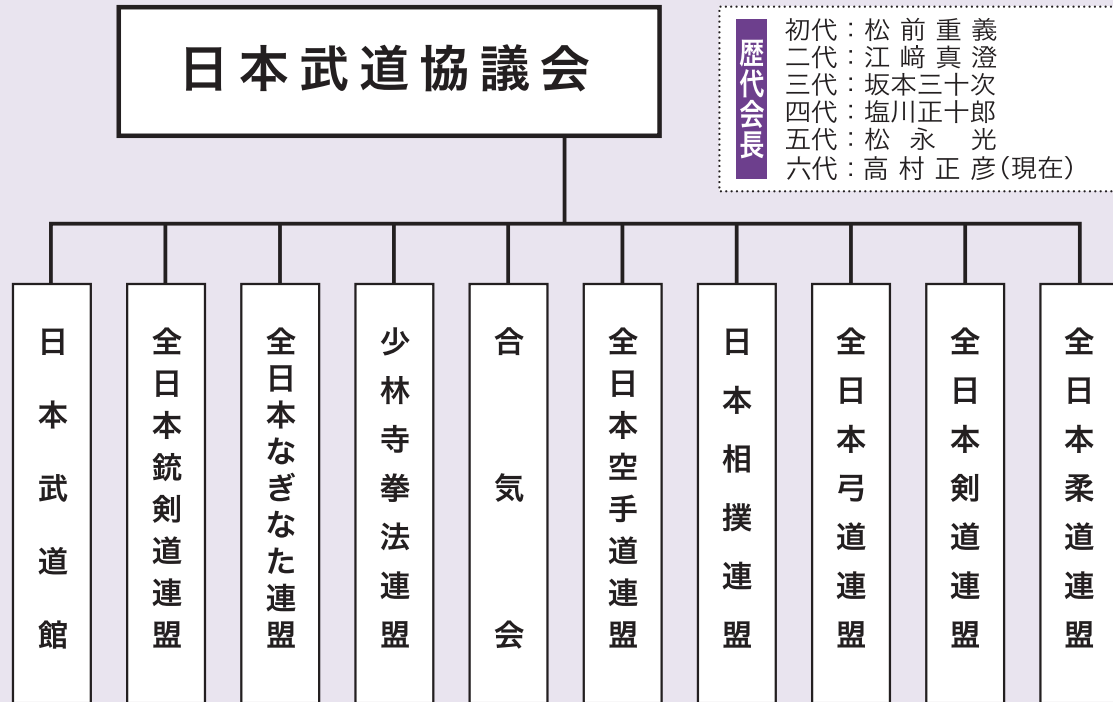 日本武道協議会
歴代会長
初代：松前重義
二代：江﨑真澄
三代：坂本三十次
四代：塩川正十郎
五代：松永光
六代：高村正彦（現在）
全日本柔道連盟
全日本剣道連盟
全日本弓道連盟
日本相撲連盟
全日本空手道連盟
合気会
少林寺拳法連盟
全日本なぎなた連盟
全日本銃剣道連盟
日本武道館